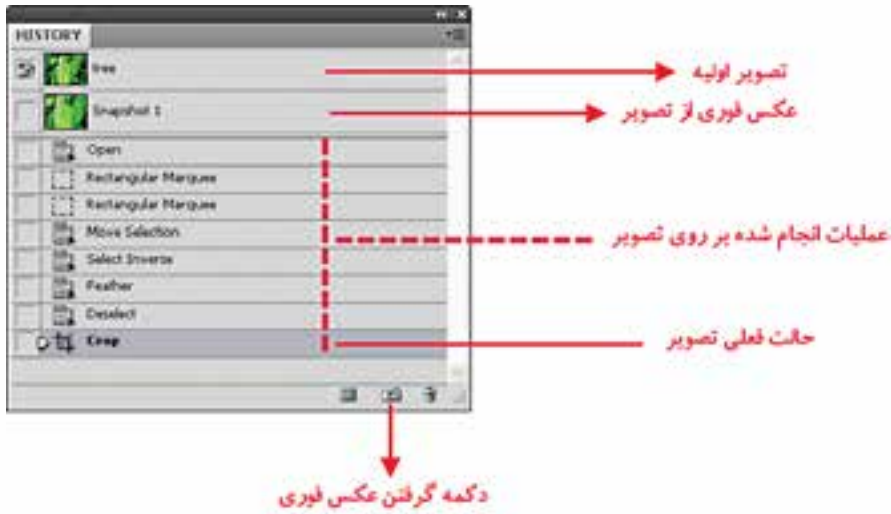 HISTORY
tree
تصویر اولیه
Snapshot 1
عکس فوری از تصویر
Open
Rectangular Marquee
Rectangular Marquee
Move Selection
عملیات انجام شده بر روی تصویر
Select Inverse
Feather
Deselect
Crop
حالت فعلی تصویر
دکمه گرفتن عکس فوری